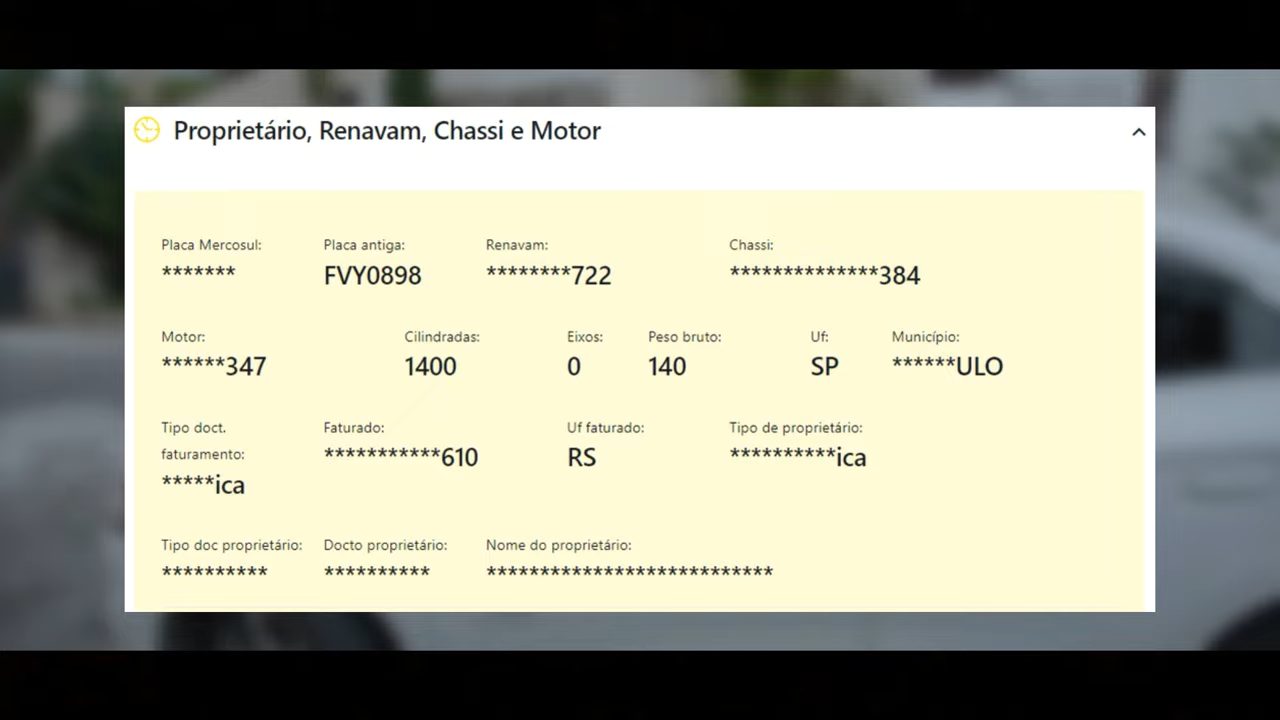 Proprietário, Renavam, Chassi e Motor
Placa Mercosul: Placa antiga: Renavam: Chassi:
******* FVY0898 ********722 **************384
Motor: Cilindradas: Eixos: Peso bruto: Uf: Município:
******347 1400 0 140 SP ******ULO
Tipo doct. Faturado: Uf faturado: Tipo de proprietário:
faturamento: ***********610 RS **********ica
*****ica
Tipo doc proprietário: Docto proprietário: Nome do proprietário:
********** ********** ***************************